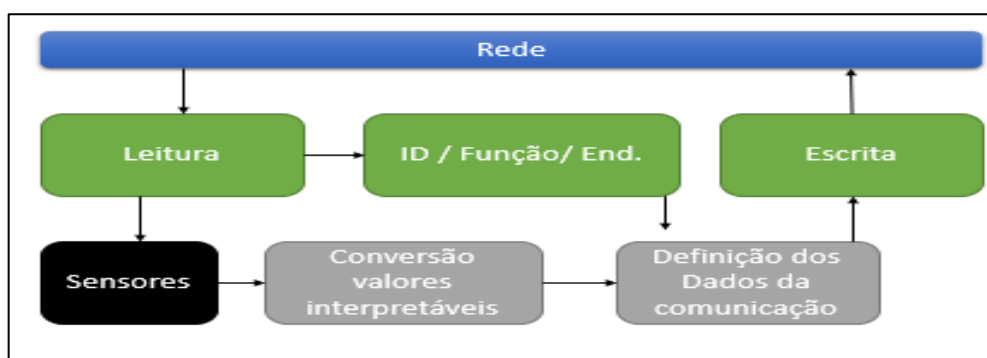 Rede
Leitura
ID / Função/ End.
Escrita
Sensores
Conversão
valores
interpretáveis
Definição dos
Dados da
comunicação